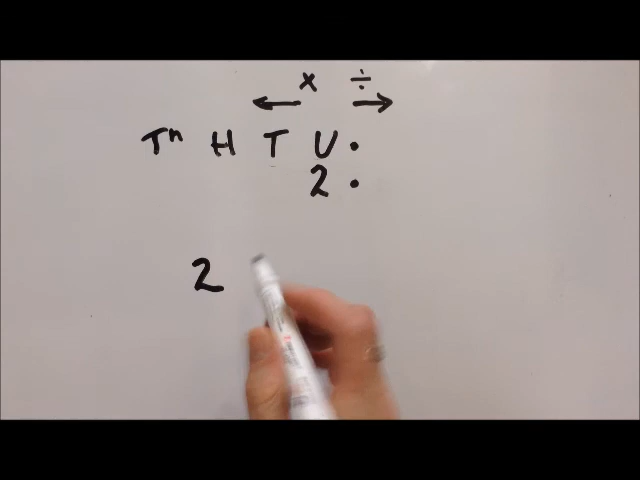 × ÷
← →
Th H T U •
2 •
2